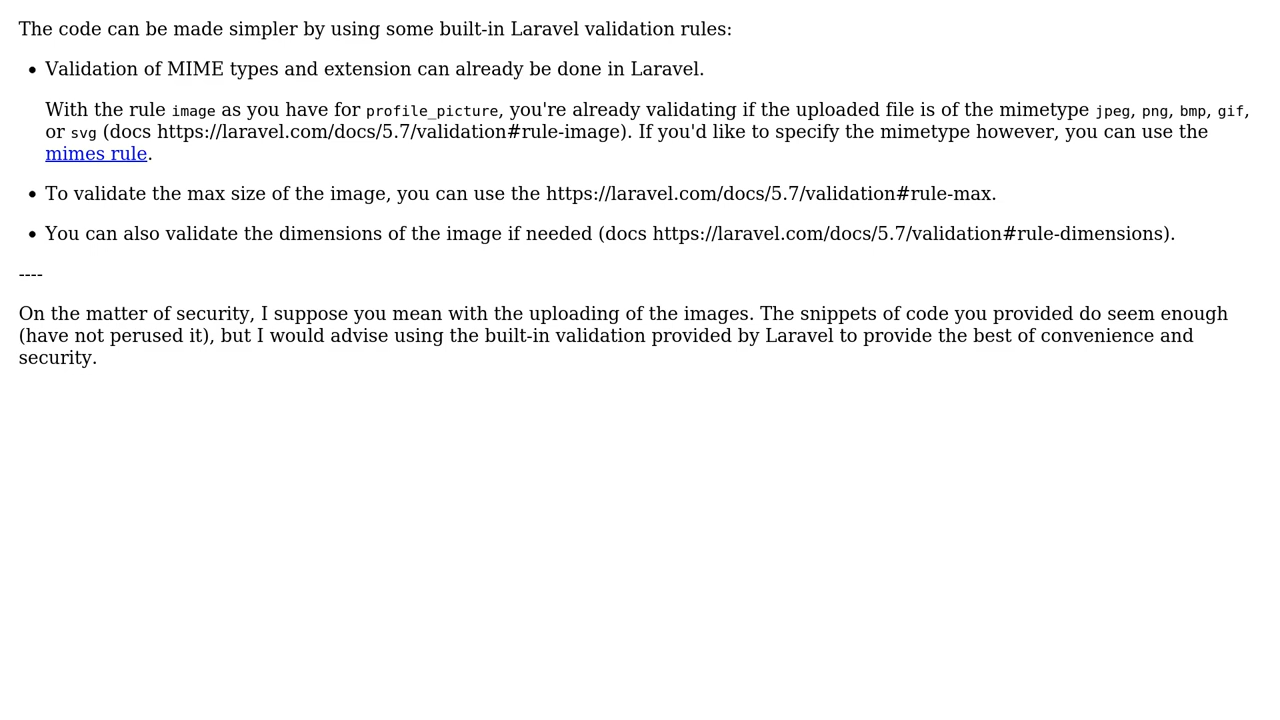 The code can be made simpler by using some built-in Laravel validation rules:
• Validation of MIME types and extension can already be done in Laravel.
With the rule image as you have for profile_picture, you're already validating if the uploaded file is of the mimetype jpeg, png, bmp, gif,
or svg (docs https://laravel.com/docs/5.7/validation#rule-image). If you'd like to specify the mimetype however, you can use the
mimes rule.
• To validate the max size of the image, you can use the https://laravel.com/docs/5.7/validation#rule-max.
• You can also validate the dimensions of the image if needed (docs https://laravel.com/docs/5.7/validation#rule-dimensions).
----
On the matter of security, I suppose you mean with the uploading of the images. The snippets of code you provided do seem enough
(have not perused it), but I would advise using the built-in validation provided by Laravel to provide the best of convenience and
security.